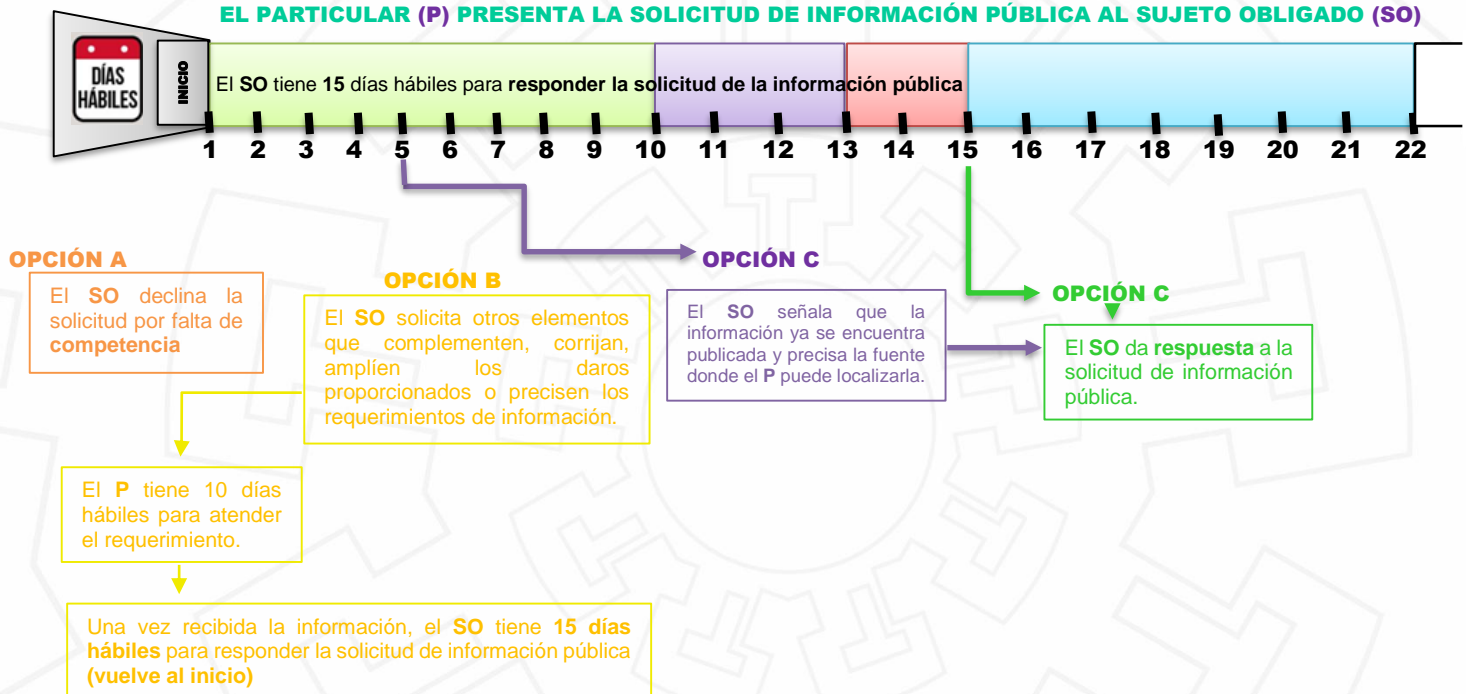 EL PARTICULAR (P) PRESENTA LA SOLICITUD DE INFORMACIÓN PÚBLICA AL SUJETO OBLIGADO (SO)
DÍAS
HÁBILES
INICIO
El SO tiene 15 días hábiles para responder la solicitud de la información pública
1 2 3 4 5 6 7 8 9 10 11 12 13 14 15 16 17 18 19 20 21 22
OPCIÓN A
El SO declina la
solicitud por falta de
competencia
OPCIÓN B
El SO solicita otros elementos
que complementen, corrijan,
amplíen los daros
proporcionados o precisen los
requerimientos de información.
OPCIÓN C
El SO señala que la
información ya se encuentra
publicada y precisa la fuente
donde el P puede localizarla.
OPCIÓN C
El SO da respuesta a la
solicitud de información
pública.
El P tiene 10 días
hábiles para atender
el requerimiento.
Una vez recibida la información, el SO tiene 15 días
hábiles para responder la solicitud de información pública
(vuelve al inicio)